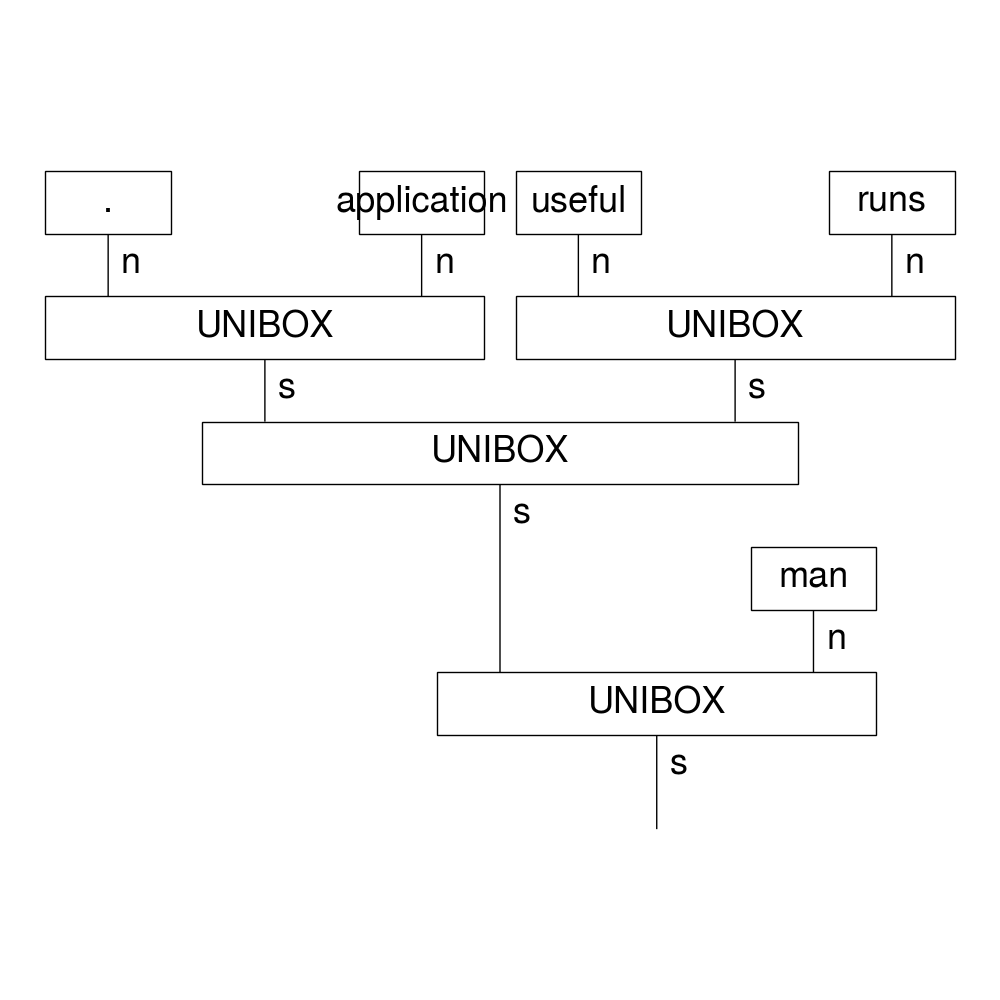 . application useful runs
n n n n
UNIBOX UNIBOX
s s
UNIBOX
s
man
n
UNIBOX
s